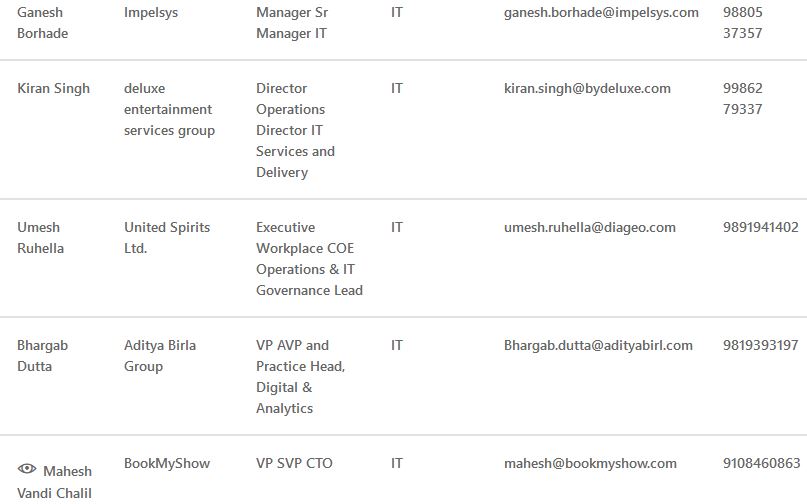 Ganesh Impelsys Manager Sr IT ganesh.borhade@impelsys.com 98805
Borhade Manager IT 37357
Kiran Singh deluxe Director IT kiran.singh@bydeluxe.com 99862
entertainment Operations 79337
services group Director IT
Services and
Delivery
Umesh United Spirits Executive IT umesh.ruhella@diageo.com 9891941402
Ruhella Ltd. Workplace COE
Operations & IT
Governance Lead
Bhargab Aditya Birla VP AVP and IT Bhargab.dutta@adityabirl.com 9819393197
Dutta Group Practice Head,
Digital &
Analytics
Mahesh BookMyShow VP SVP CTO IT mahesh@bookmyshow.com 9108460863
Vandi Chalil